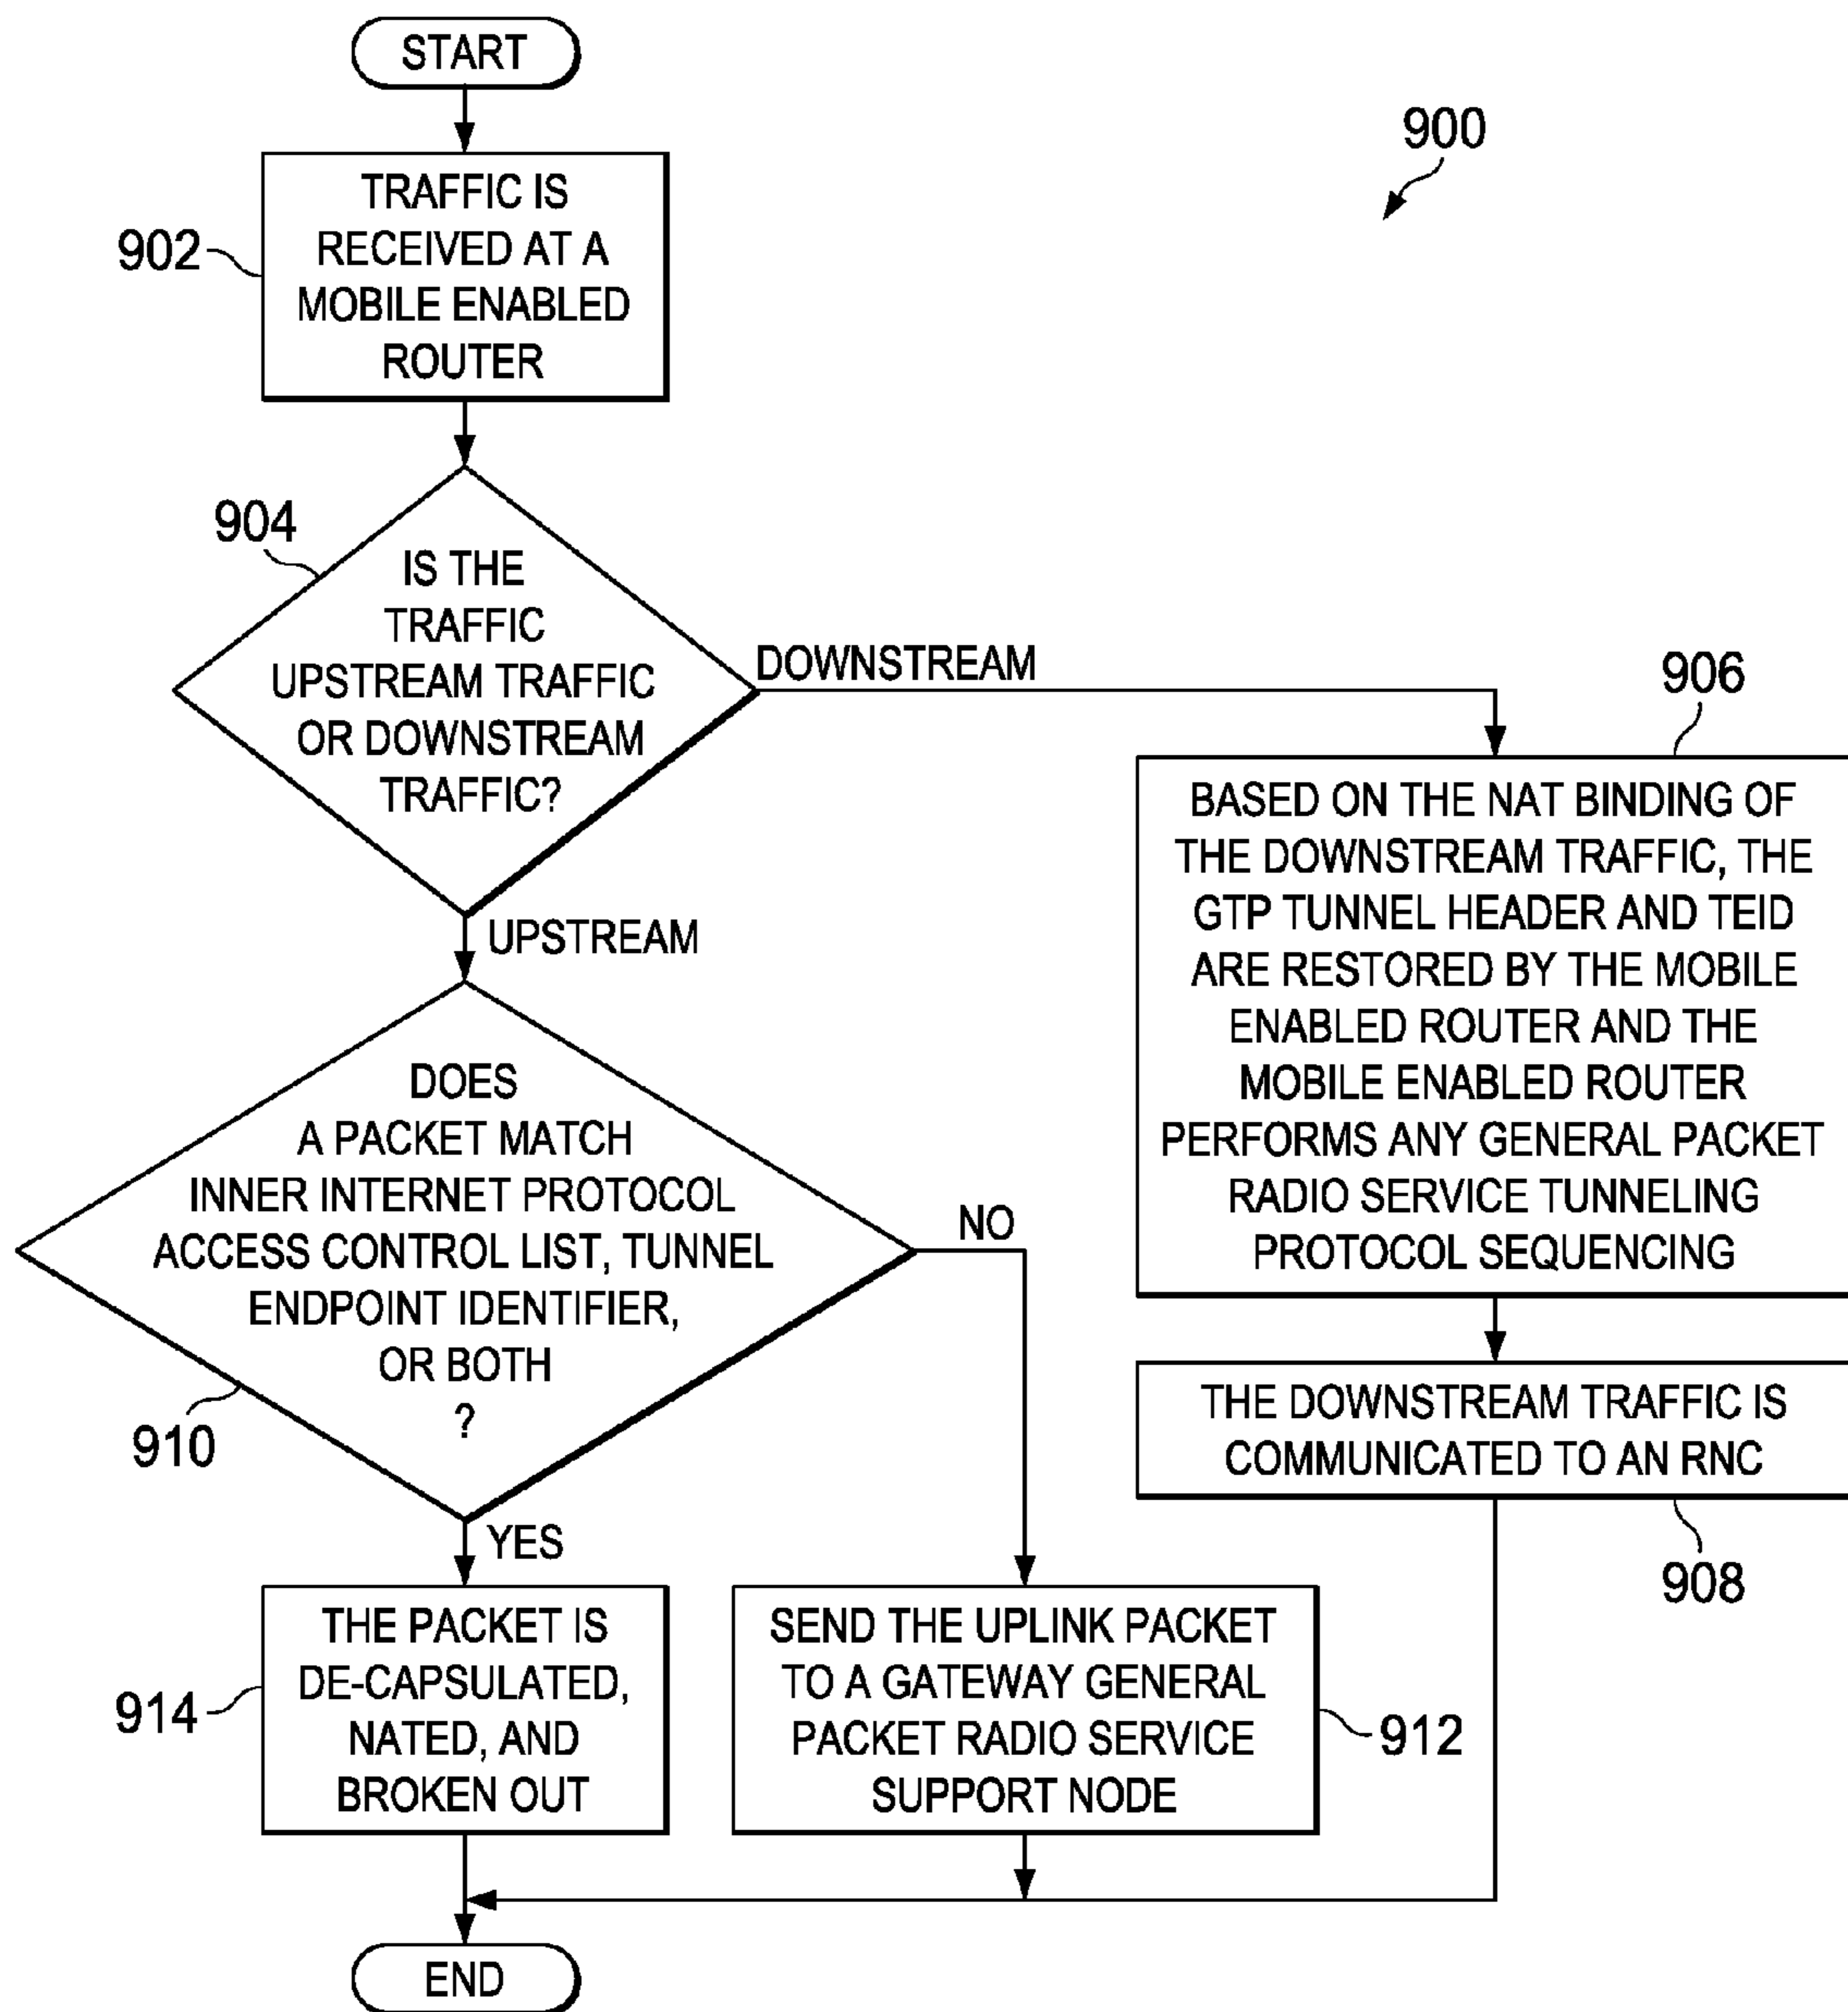 START
900
902
TRAFFIC IS
RECEIVED AT A
MOBILE ENABLED
ROUTER
904
IS THE
TRAFFIC
UPSTREAM TRAFFIC
OR DOWNSTREAM
TRAFFIC?
DOWNSTREAM
UPSTREAM
906
BASED ON THE NAT BINDING OF
THE DOWNSTREAM TRAFFIC, THE
GTP TUNNEL HEADER AND TEID
ARE RESTORED BY THE MOBILE
ENABLED ROUTER AND THE
MOBILE ENABLED ROUTER
PERFORMS ANY GENERAL PACKET
RADIO SERVICE TUNNELING
PROTOCOL SEQUENCING
THE DOWNSTREAM TRAFFIC IS
COMMUNICATED TO AN RNC
908
DOES
A PACKET MATCH
INNER INTERNET PROTOCOL
ACCESS CONTROL LIST, TUNNEL
ENDPOINT IDENTIFIER,
OR BOTH
?
910
NO
YES
914
THE PACKET IS
DE-CAPSULATED,
NATED, AND
BROKEN OUT
SEND THE UPLINK PACKET
TO A GATEWAY GENERAL
PACKET RADIO SERVICE
SUPPORT NODE
912
END